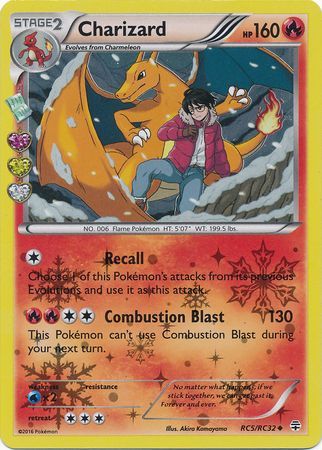 STAGE2
Charizard
HP160
Evolves from Charmeleon
NO. 006 Flame Pokémon HT: 5'07" WT: 199.5 lbs.
Recall
Choose 1 of this Pokémon's attacks from its previous
Evolutions and use it as this attack.
Combustion Blast 130
This Pokémon can't use Combustion Blast during
your next turn.
weakness resistance
×2
retreat
No matter what happens, if we
stick together, we can get past it.
Forever and ever.
©2016 Pokémon
Illus. Akira Komayama
RC5/RC32